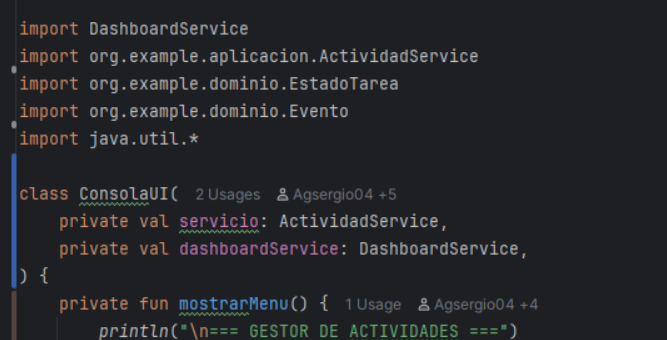 import DashboardService
import org.example.aplicacion.ActividadService
import org.example.dominio.EstadoTarea
import org.example.dominio.Evento
import java.util.*
class ConsolaUI( 2 Usages Agsergio04 +5
private val servicio: ActividadService,
private val dashboardService: DashboardService,
) {
private fun mostrarMenu() { 1 Usage Agsergio04 +4
println("\n=== GESTOR DE ACTIVIDADES ===")